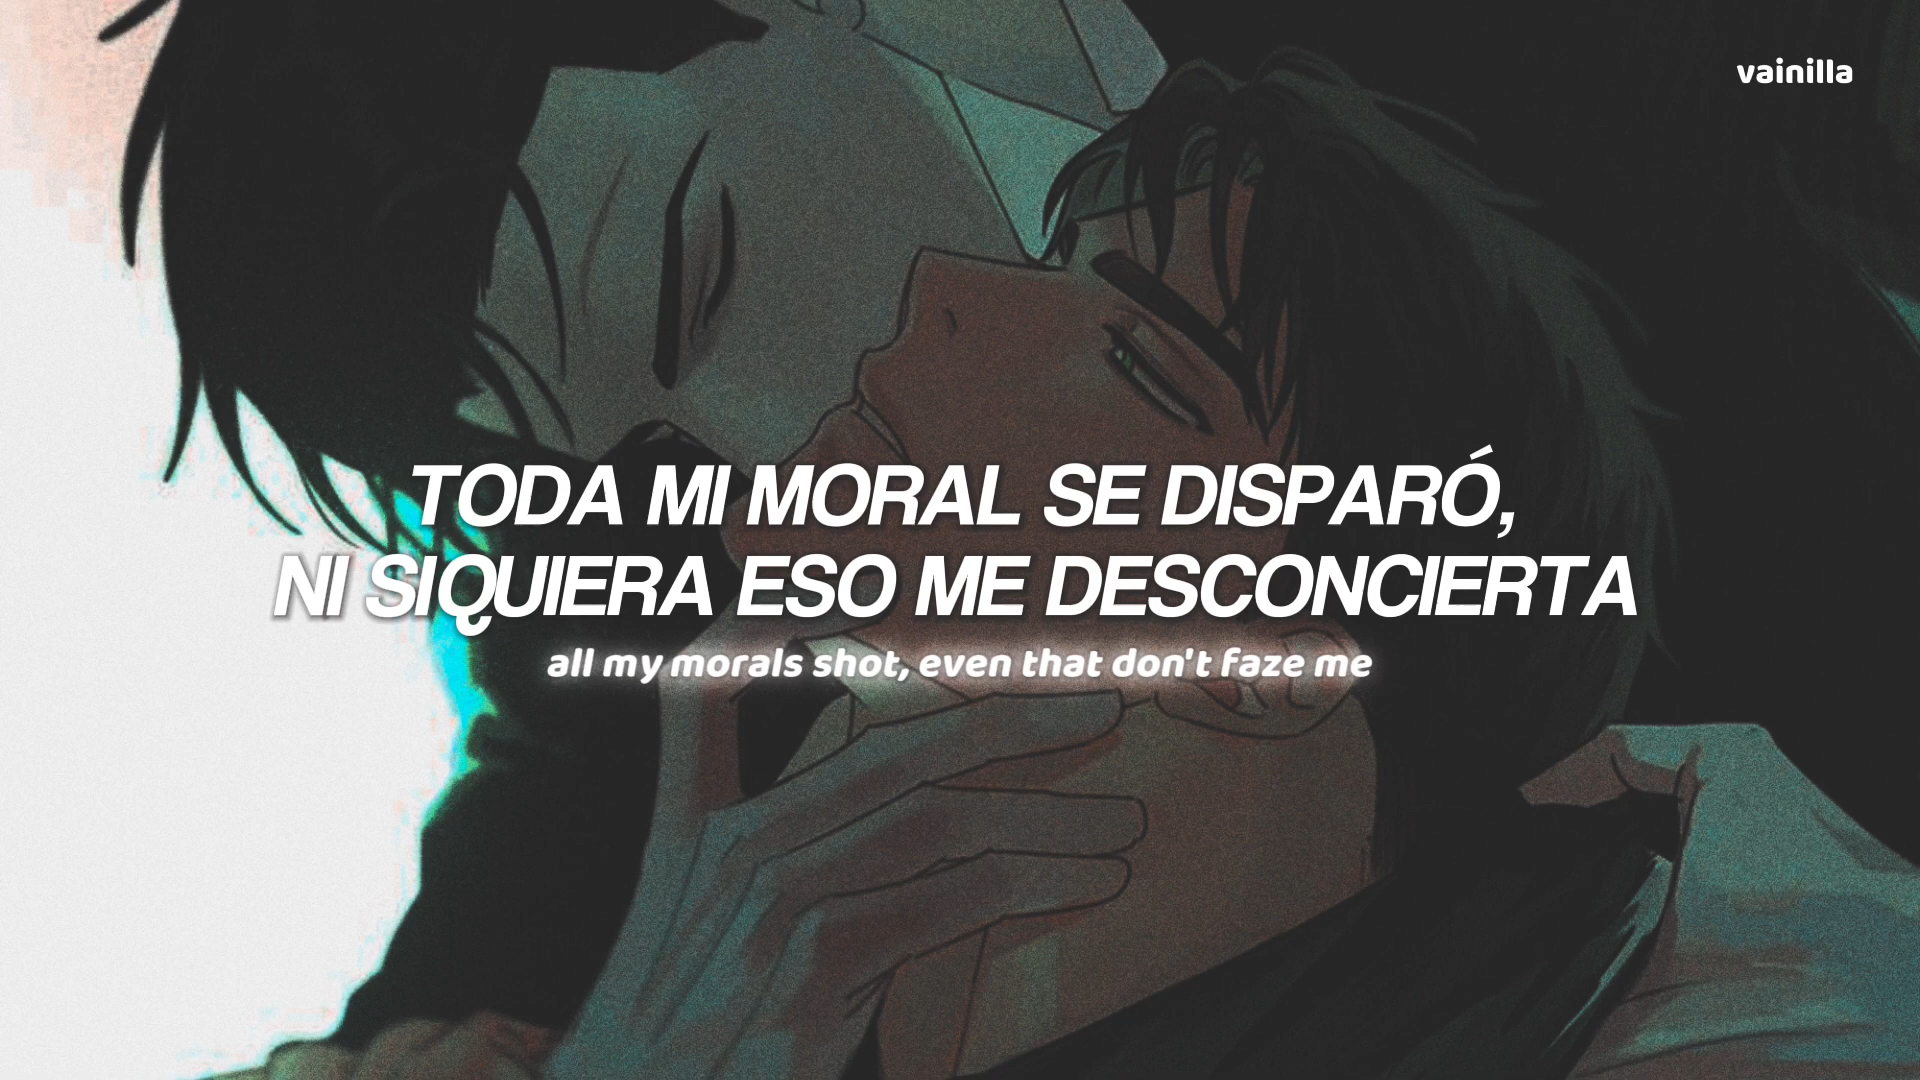 vainilla
TODA MI MORAL SE DISPARÓ,
NI SIQUIERA ESO ME DESCONCIERTA
all my morals shot, even that don't faze me